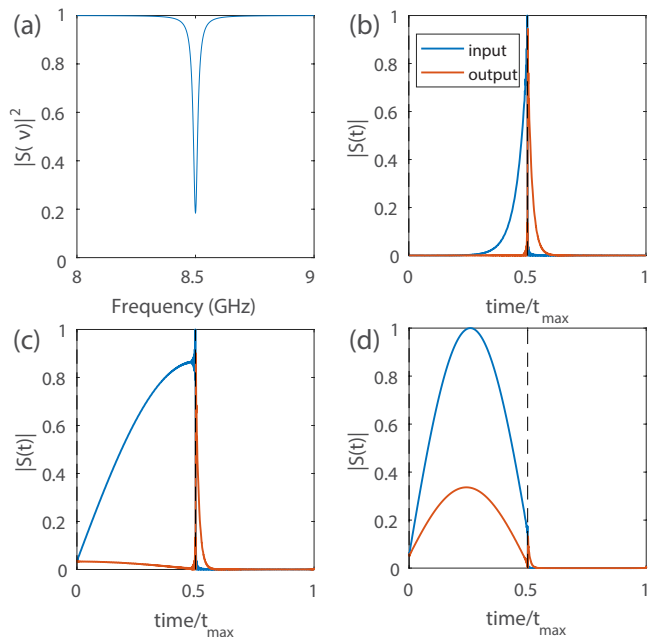 (a)
1
0.8
0.6
0.4
0.2
0
|S( ν)|²
8
8.5
9
Frequency (GHz)
(b)
1
0.8
0.6
0.4
0.2
0
|S(t)|
input
output
0
0.5
1
time/t_max
(c)
1
0.8
0.6
0.4
0.2
0
|S(t)|
0
0.5
1
time/t_max
(d)
1
0.8
0.6
0.4
0.2
0
|S(t)|
0
0.5
1
time/t_max